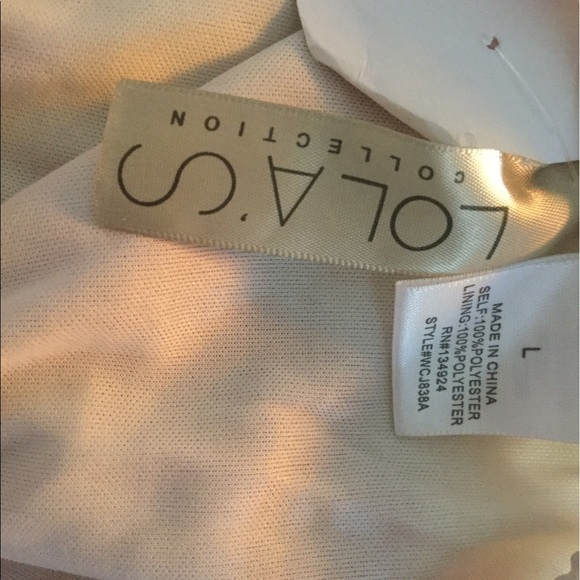 LOLA'S
COLLECTION
L
MADE IN CHINA
SELF:100%POLYESTER
LINING:100%POLYESTER
RN#134924
STYLE#WCJ838A